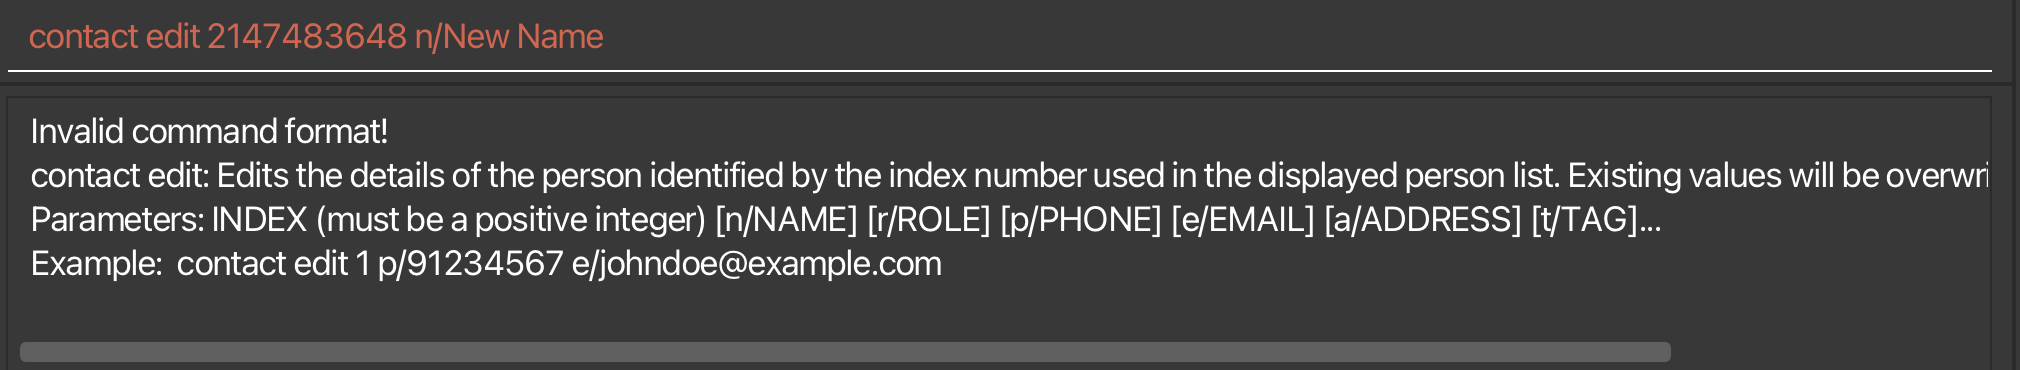 contact edit 2147483648 n/New Name
Invalid command format!
contact edit: Edits the details of the person identified by the index number used in the displayed person list. Existing values will be overwri
Parameters: INDEX (must be a positive integer) [n/NAME] [r/ROLE] [p/PHONE] [e/EMAIL] [a/ADDRESS] [t/TAG]...
Example:  contact edit 1 p/91234567 e/johndoe@example.com